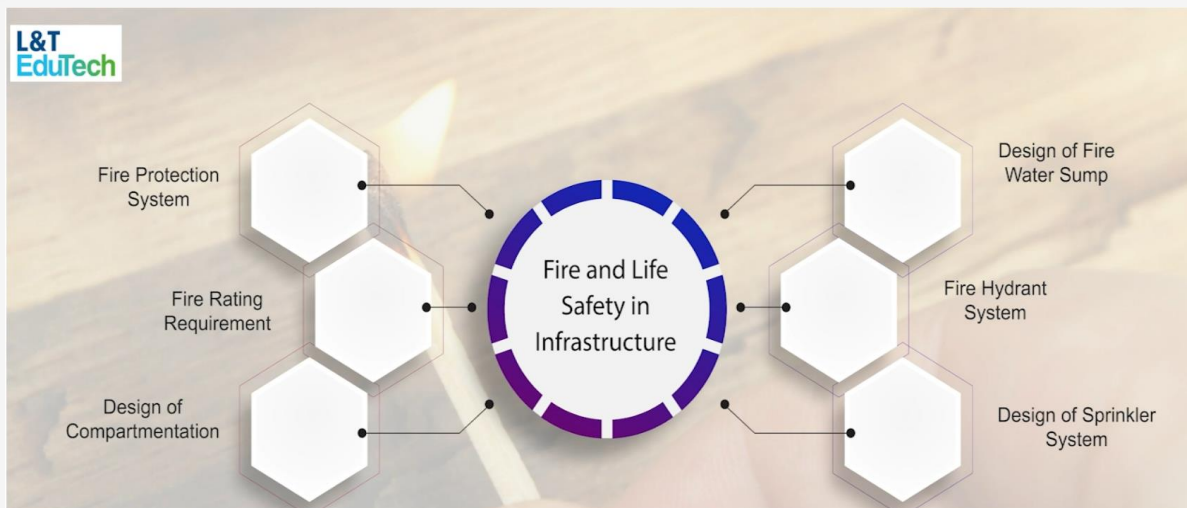 L&T
EduTech
Fire Protection
System
Fire Rating
Requirement
Design of
Compartmentation
Fire and Life
Safety in
Infrastructure
Design of Fire
Water Sump
Fire Hydrant
System
Design of Sprinkler
System